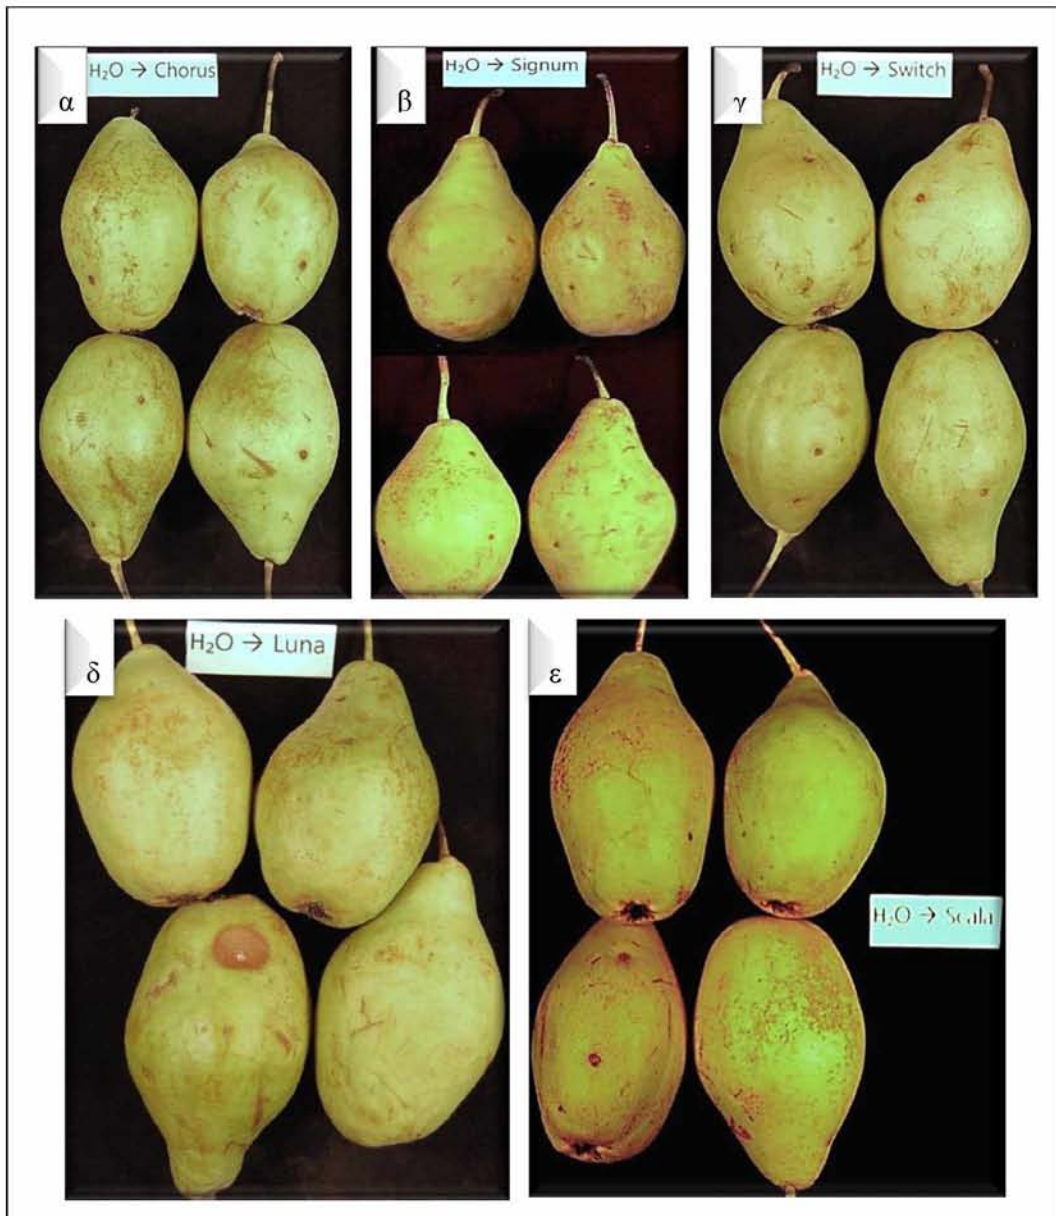 α
H₂O → Chorus
β
H₂O → Signum
γ
H₂O → Switch
δ
H₂O → Luna
ε
H₂O → Scala